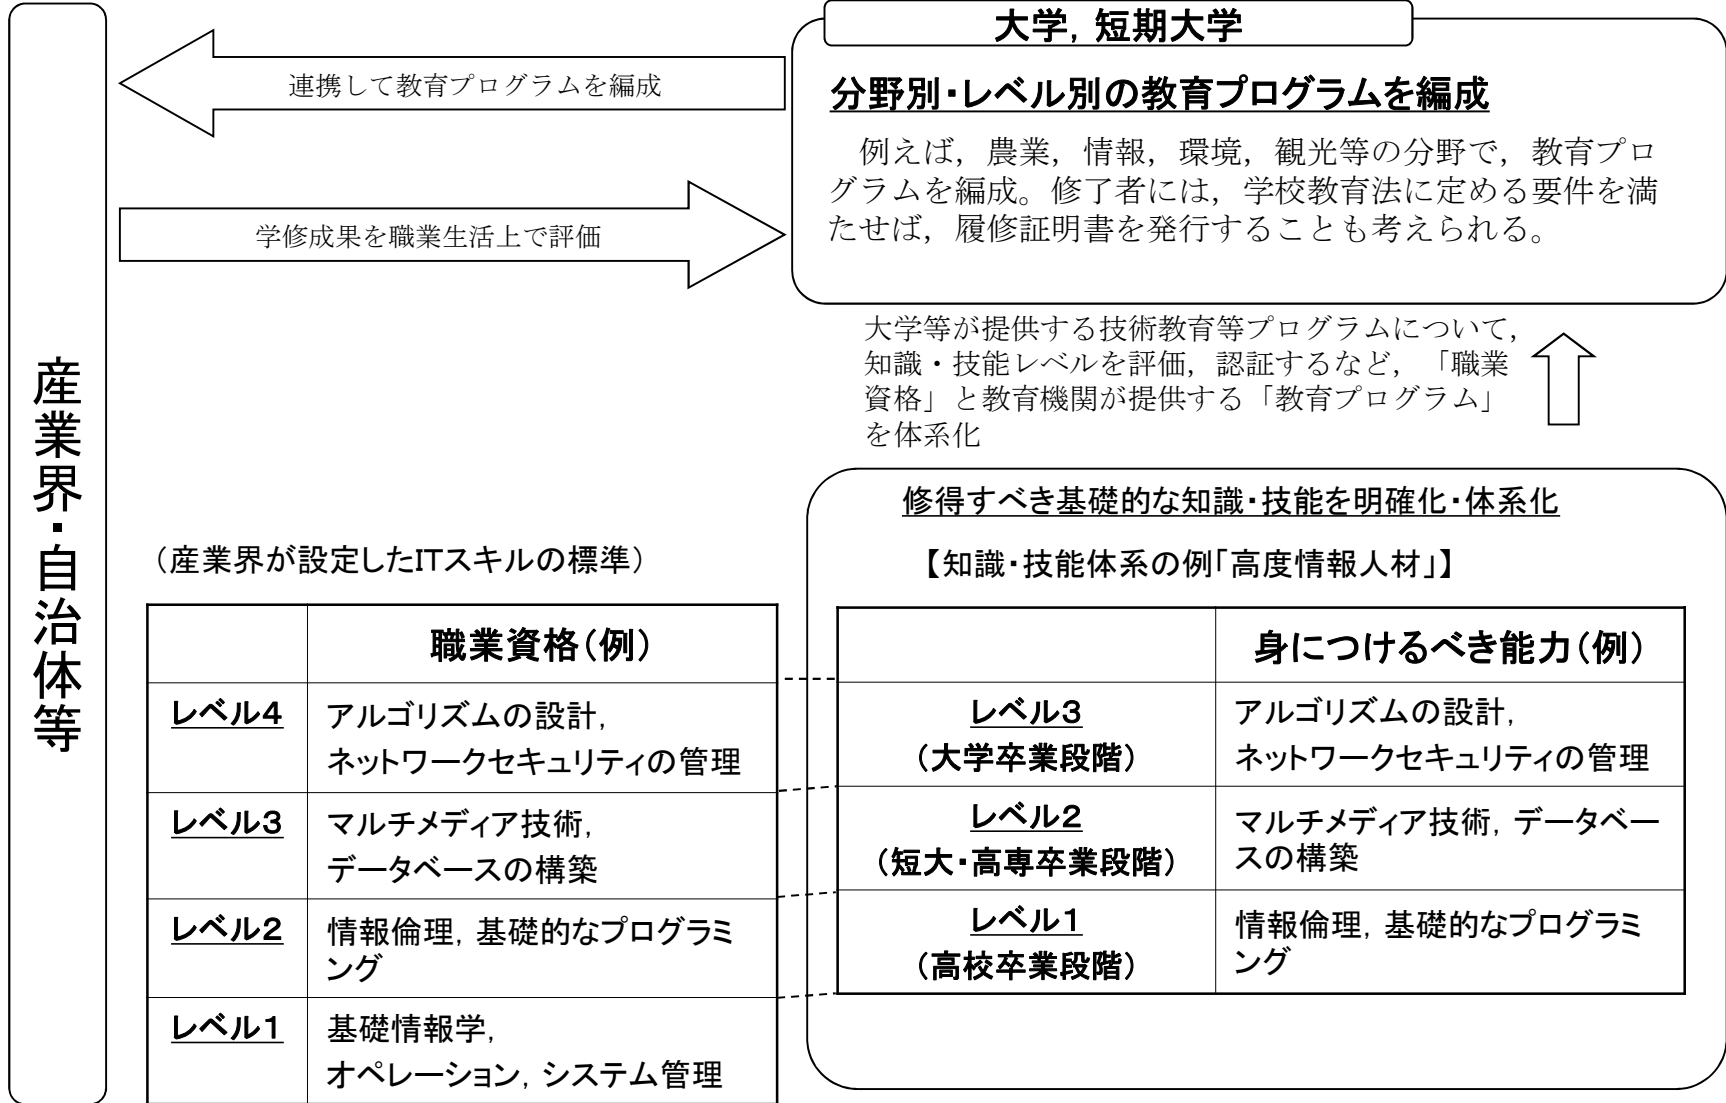 産業界・自治体等
連携して教育プログラムを編成
学修成果を職業生活上で評価
大学，短期大学
分野別・レベル別の教育プログラムを編成
例えば，農業，情報，環境，観光等の分野で，教育プロ
グラムを編成。修了者には，学校教育法に定める要件を満
たせば，履修証明書を発行することも考えられる。
大学等が提供する技術教育等プログラムについて，
知識・技能レベルを評価，認証するなど，「職業
資格」と教育機関が提供する「教育プログラム」
を体系化
（産業界が設定したITスキルの標準）
職業資格（例）
レベル４
アルゴリズムの設計，
ネットワークセキュリティの管理
レベル３
マルチメディア技術，
データベースの構築
レベル２
情報倫理，基礎的なプログラミ
ング
レベル１
基礎情報学，
オペレーション，システム管理
修得すべき基礎的な知識・技能を明確化・体系化
【知識・技能体系の例「高度情報人材」】
身につけるべき能力（例）
レベル３
（大学卒業段階）
アルゴリズムの設計，
ネットワークセキュリティの管理
レベル２
（短大・高専卒業段階）
マルチメディア技術，データベー
スの構築
レベル１
（高校卒業段階）
情報倫理，基礎的なプログラミ
ング